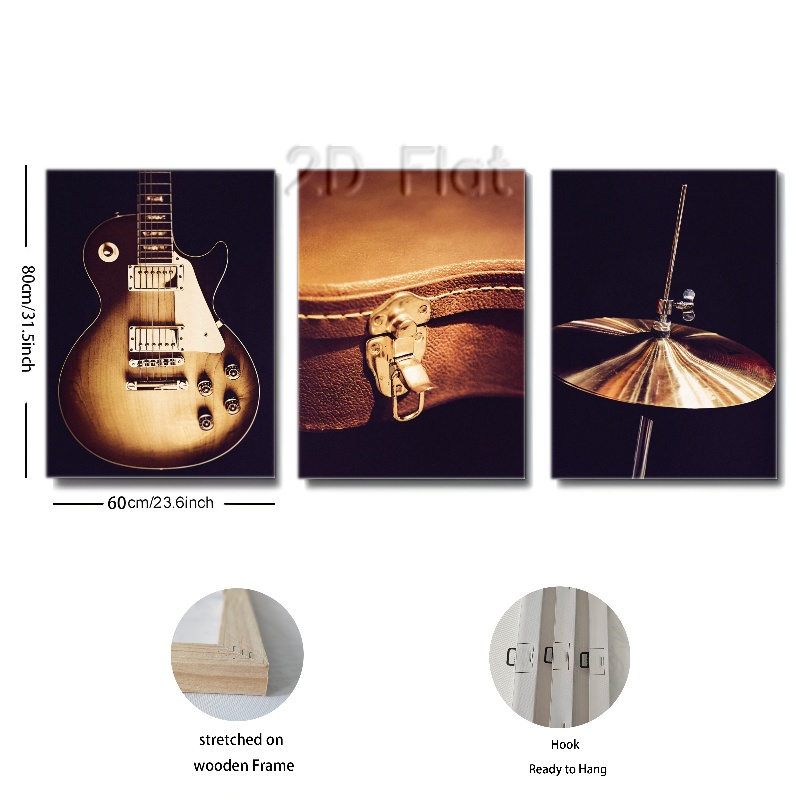 2D Flat
80cm/31.5inch
60cm/23.6inch
stretched on
wooden Frame
Hook
Ready to Hang